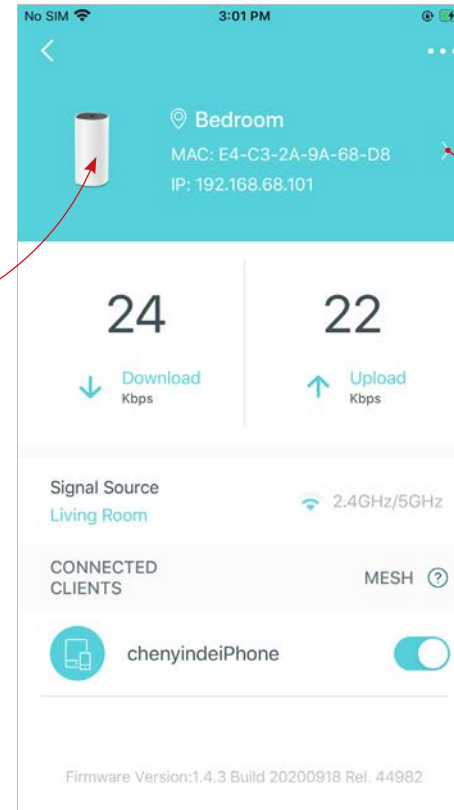 No SIM 3:01 PM
Bedroom
MAC: E4-C3-2A-9A-68-D8
IP: 192.168.68.101
24 22
Download Upload
Kbps Kbps
Signal Source
Living Room
2.4GHz/5GHz
CONNECTED
CLIENTS
MESH ?
chenyindeiPhone
Firmware Version:1.4.3 Build 20200918 Rel. 44982